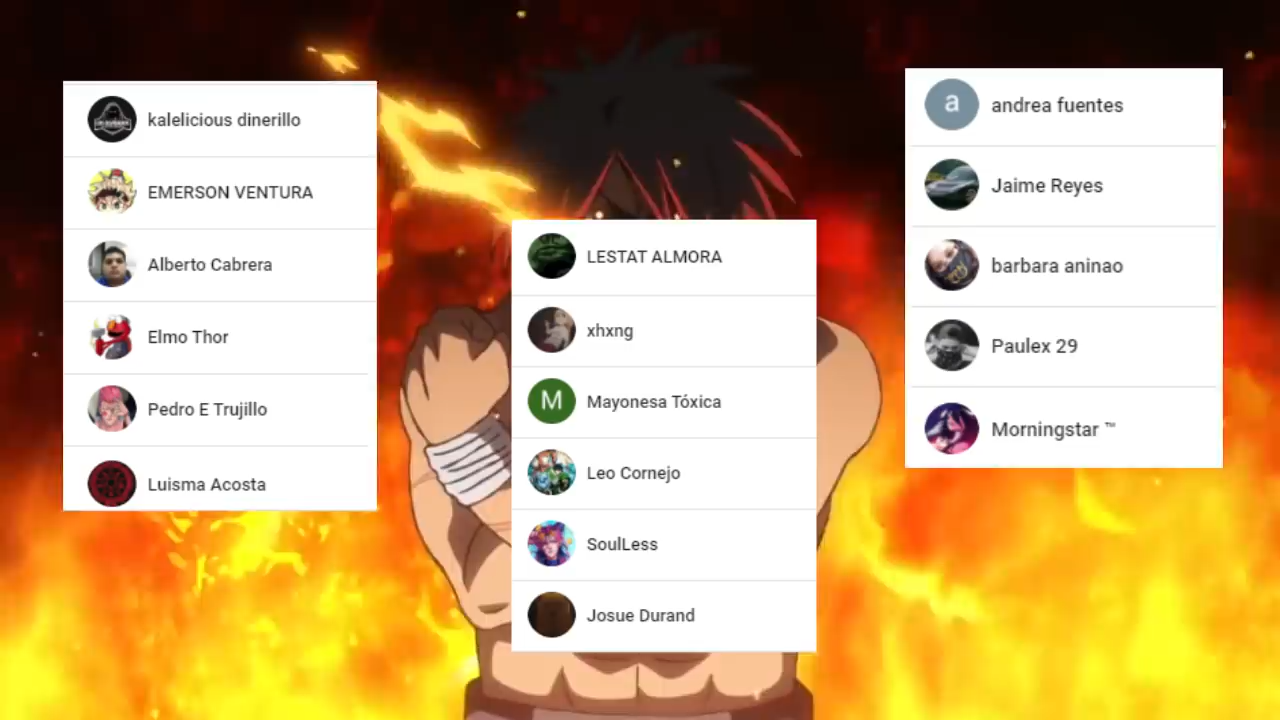 kalelicious dinerillo
EMERSON VENTURA
Alberto Cabrera
Elmo Thor
Pedro E Trujillo
Luisma Acosta
LESTAT ALMORA
xhxng
M
Mayonesa Tóxica
Leo Cornejo
SoulLess
Josue Durand
a
andrea fuentes
Jaime Reyes
barbara aninao
Paulex 29
Morningstar ™